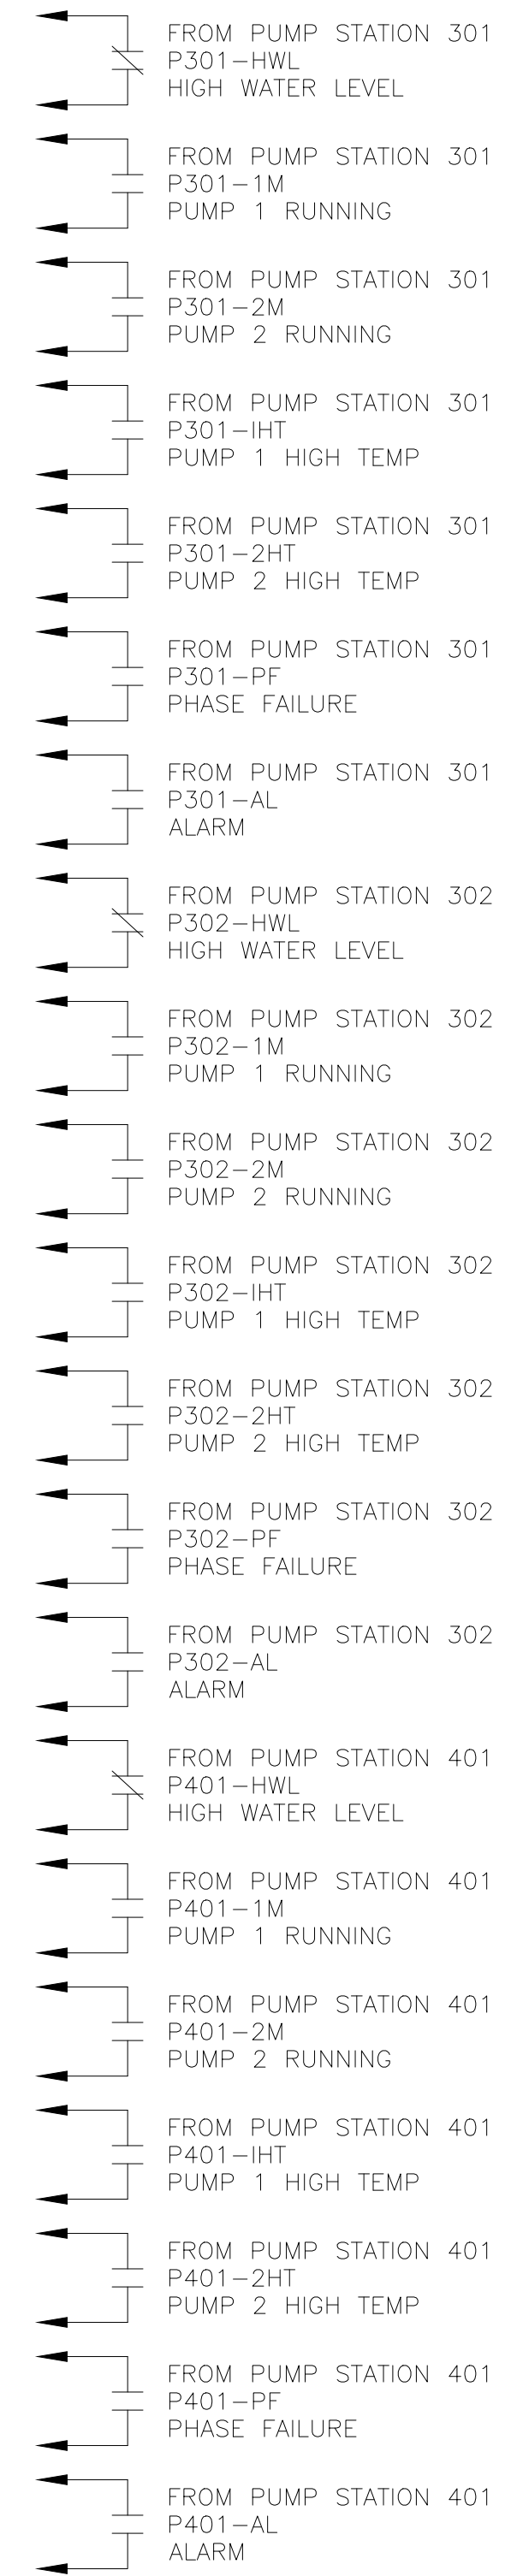 FROM PUMP STATION 301
P301-HWL
HIGH WATER LEVEL
FROM PUMP STATION 301
P301-1M
PUMP 1 RUNNING
FROM PUMP STATION 301
P301-2M
PUMP 2 RUNNING
FROM PUMP STATION 301
P301-IHT
PUMP 1 HIGH TEMP
FROM PUMP STATION 301
P301-2HT
PUMP 2 HIGH TEMP
FROM PUMP STATION 301
P301-PF
PHASE FAILURE
FROM PUMP STATION 301
P301-AL
ALARM
FROM PUMP STATION 302
P302-HWL
HIGH WATER LEVEL
FROM PUMP STATION 302
P302-1M
PUMP 1 RUNNING
FROM PUMP STATION 302
P302-2M
PUMP 2 RUNNING
FROM PUMP STATION 302
P302-IHT
PUMP 1 HIGH TEMP
FROM PUMP STATION 302
P302-2HT
PUMP 2 HIGH TEMP
FROM PUMP STATION 302
P302-PF
PHASE FAILURE
FROM PUMP STATION 302
P302-AL
ALARM
FROM PUMP STATION 401
P401-HWL
HIGH WATER LEVEL
FROM PUMP STATION 401
P401-1M
PUMP 1 RUNNING
FROM PUMP STATION 401
P401-2M
PUMP 2 RUNNING
FROM PUMP STATION 401
P401-IHT
PUMP 1 HIGH TEMP
FROM PUMP STATION 401
P401-2HT
PUMP 2 HIGH TEMP
FROM PUMP STATION 401
P401-PF
PHASE FAILURE
FROM PUMP STATION 401
P401-AL
ALARM